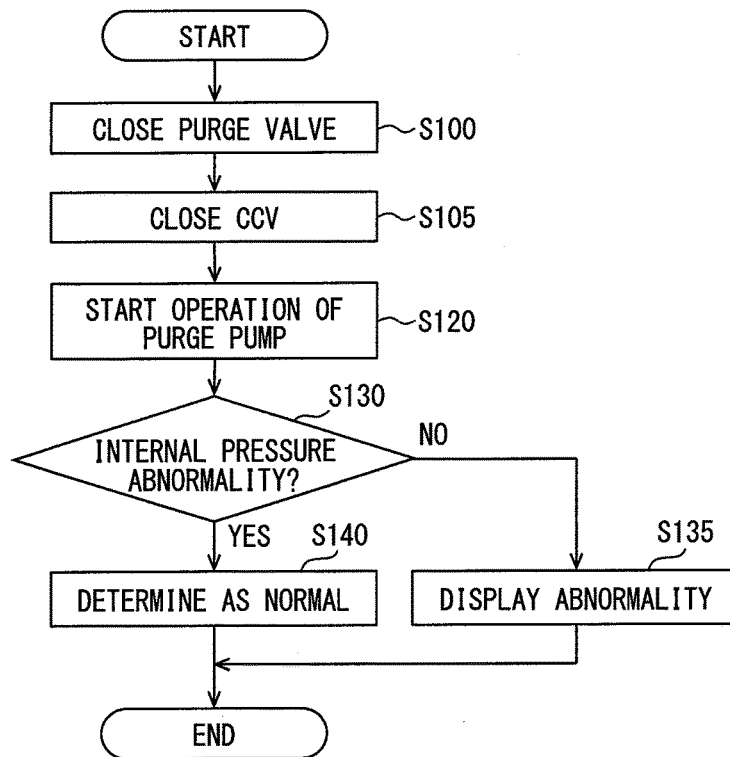 START
CLOSE PURGE VALVE
S100
CLOSE CCV
S105
START OPERATION OF
PURGE PUMP
S120
S130
INTERNAL PRESSURE
ABNORMALITY?
NO
YES
S140
S135
DETERMINE AS NORMAL
DISPLAY ABNORMALITY
END